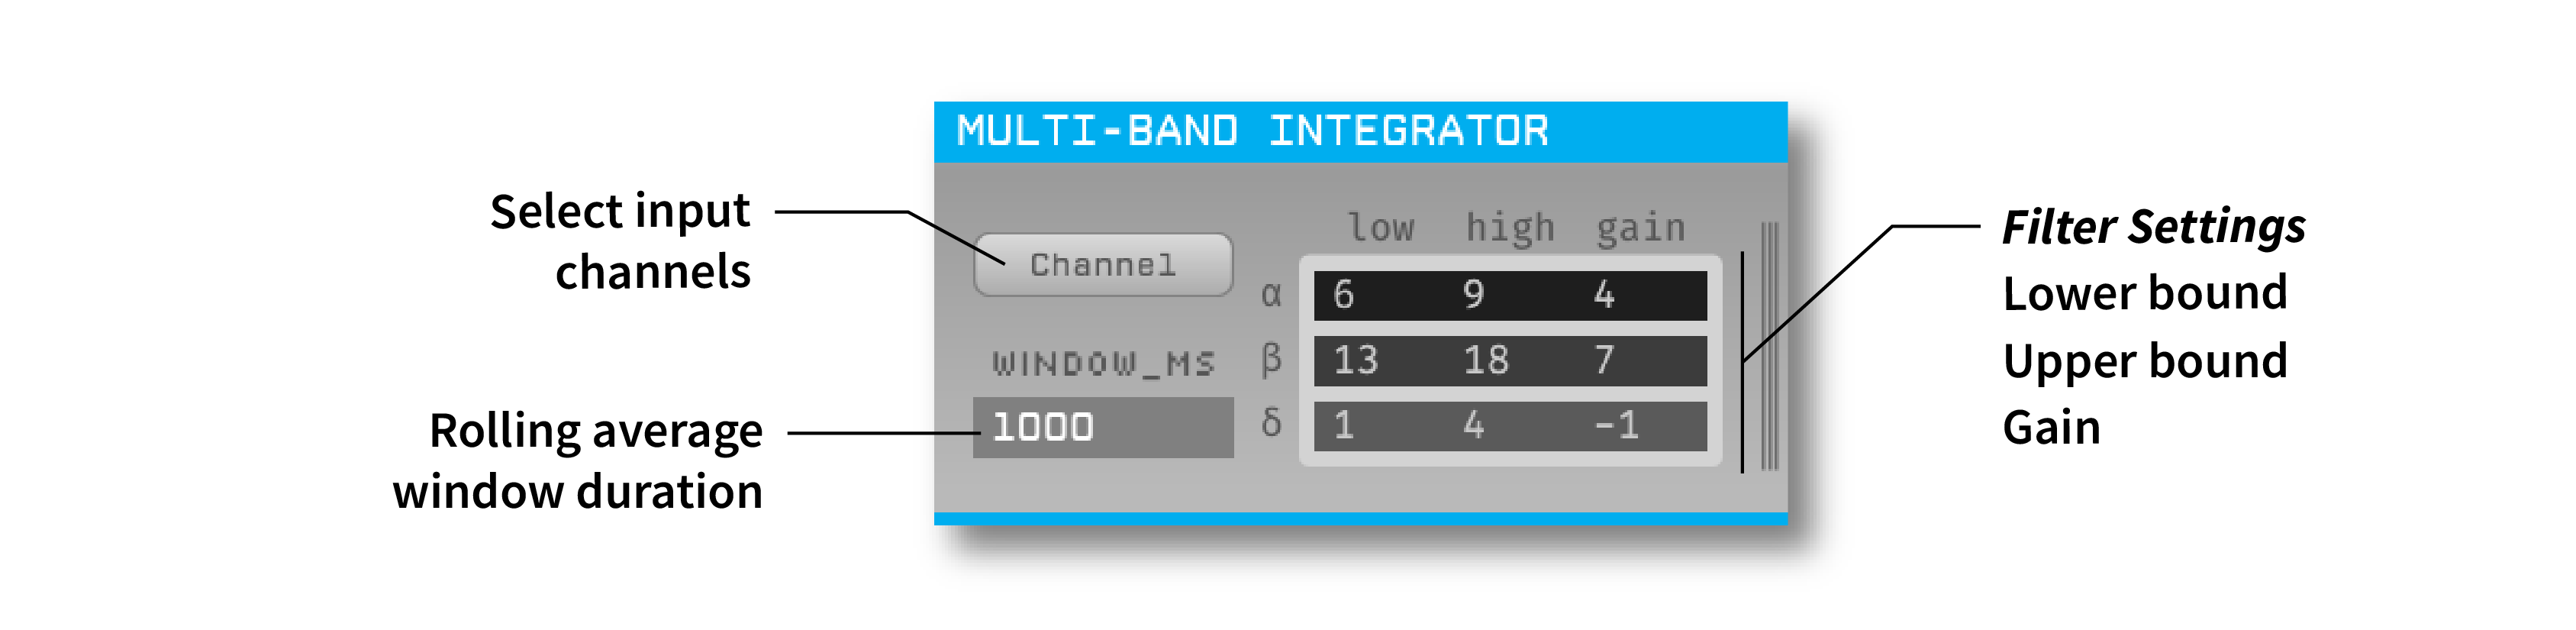 MULTI-BAND INTEGRATOR
Select input
channels
Channel
WINDOW_MS
1000
Rolling average
window duration
low high gain
α 6 9 4
β 13 18 7
δ 1 4 -1
Filter Settings
Lower bound
Upper bound
Gain